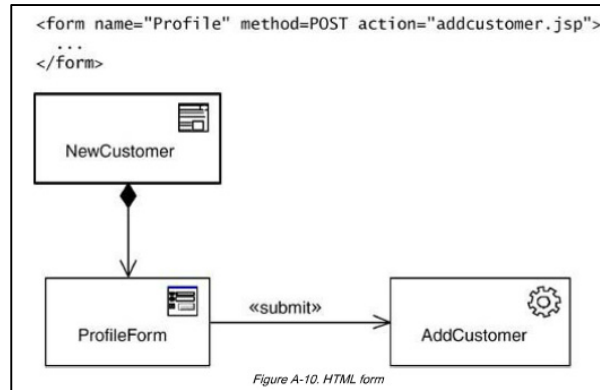 <form name="Profile" method=POST action="addcustomer.jsp">
...
</form>
NewCustomer
ProfileForm
«submit»
AddCustomer
Figure A-10. HTML form